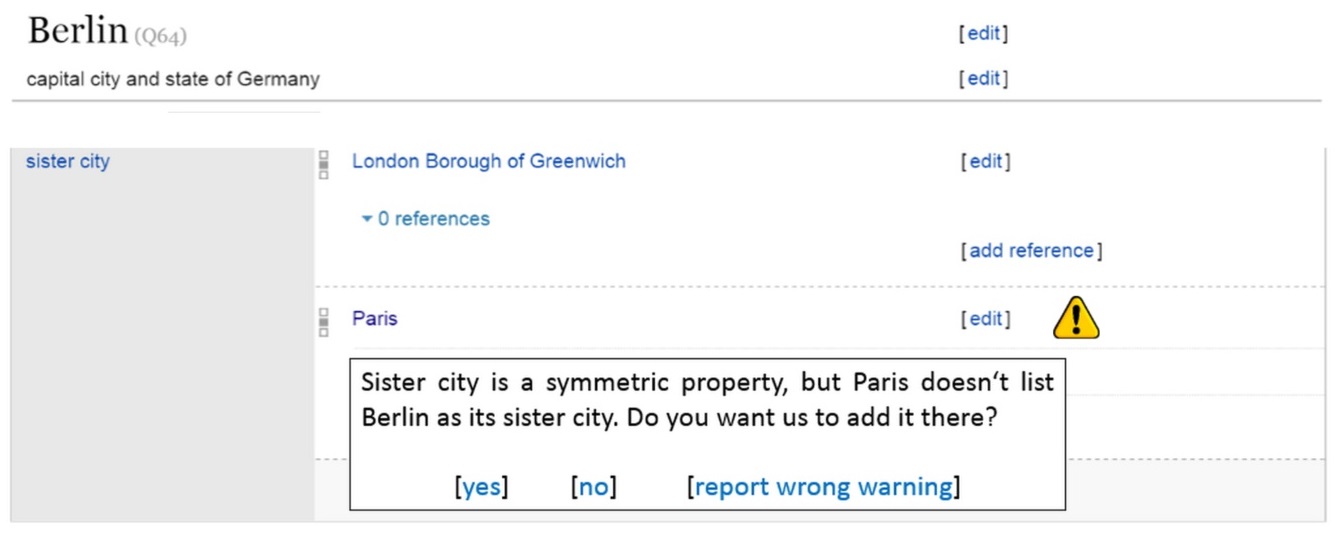 Berlin (Q64) [edit]
capital city and state of Germany [edit]
sister city London Borough of Greenwich [edit]
0 references
[add reference]
Paris [edit]
Sister city is a symmetric property, but Paris doesn‘t list
Berlin as its sister city. Do you want us to add it there?
[yes] [no] [report wrong warning]